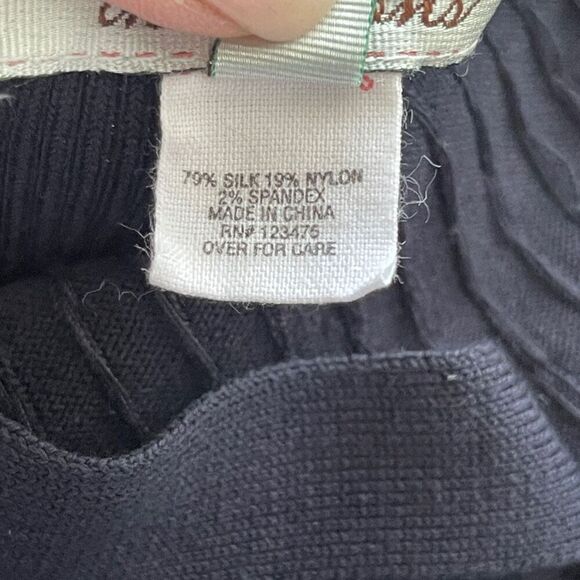 79% SILK 19% NYLON
2% SPANDEX
MADE IN CHINA
RN# 123475
OVER FOR CARE